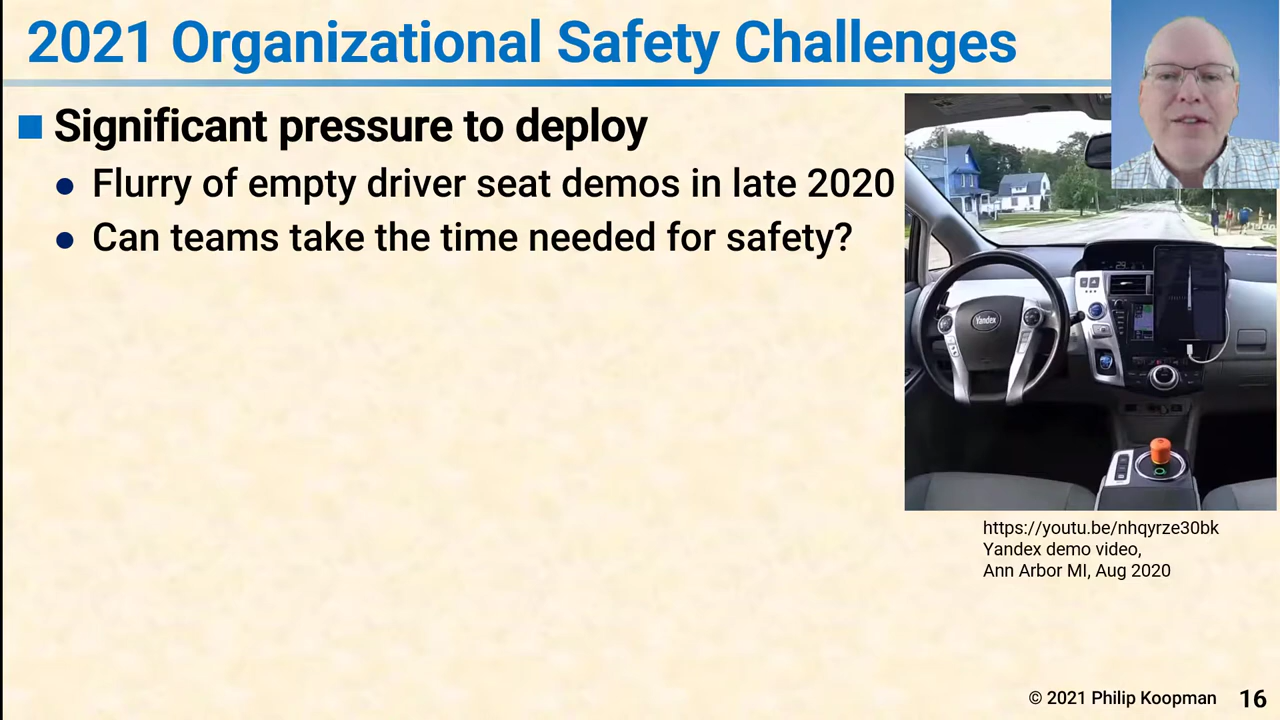 2021 Organizational Safety Challenges
Significant pressure to deploy
Flurry of empty driver seat demos in late 2020
Can teams take the time needed for safety?
Yandex
https://youtu.be/nhqyrze30bk
Yandex demo video,
Ann Arbor MI, Aug 2020
© 2021 Philip Koopman 16